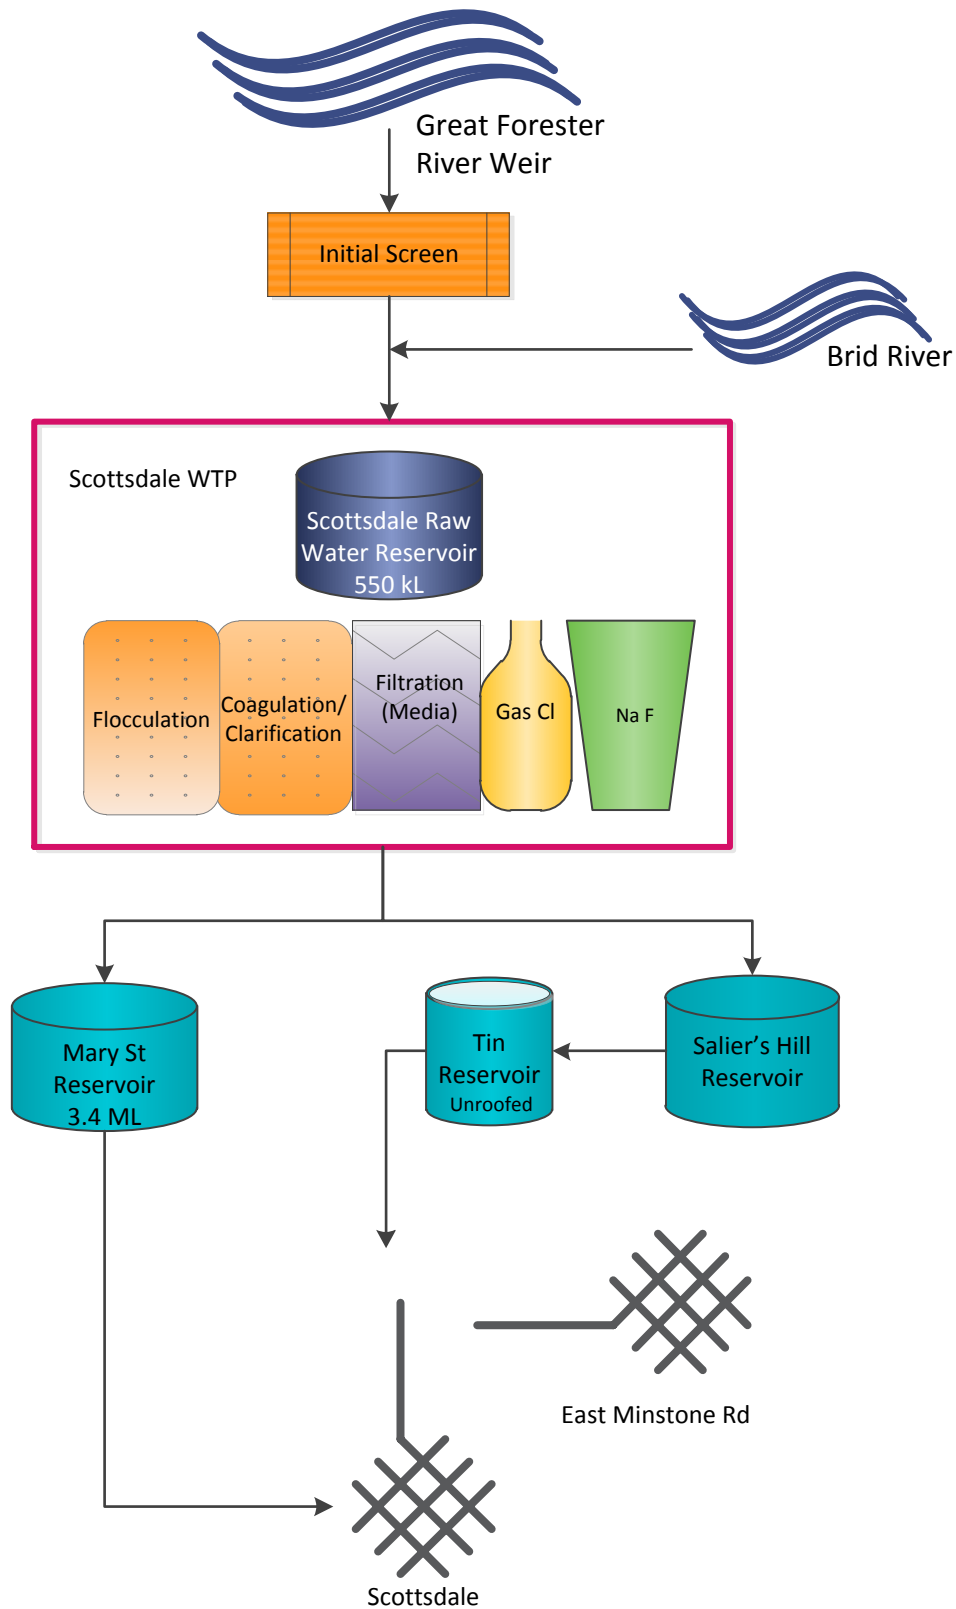 Great Forester
River Weir
Initial Screen
Brid River
Scottsdale WTP
Scottsdale Raw
Water Reservoir
550 kL
Flocculation
Coagulation/
Clarification
Filtration
(Media)
Gas Cl
Na F
Mary St
Reservoir
3.4 ML
Tin
Reservoir
Unroofed
Salier's Hill
Reservoir
East Minstone Rd
Scottsdale